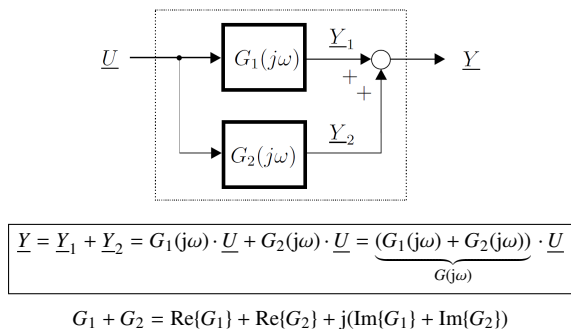 U
G₁(jω)
Y₁
+
+
Y
G₂(jω)
Y₂
Y = Y₁ + Y₂ = G₁(jω) · U + G₂(jω) · U = (G₁(jω) + G₂(jω)) · U
G(jω)
G₁ + G₂ = Re{G₁} + Re{G₂} + j(Im{G₁} + Im{G₂})